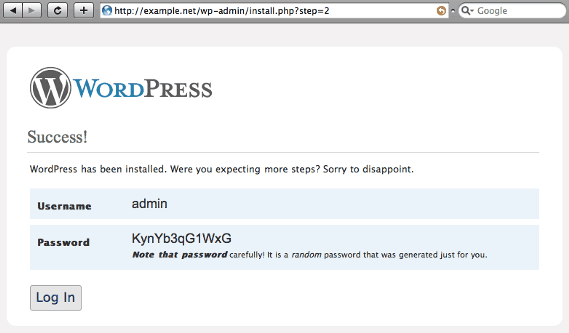 http://example.net/wp-admin/install.php?step=2
Google
WORDPRESS
Success!
WordPress has been installed. Were you expecting more steps? Sorry to disappoint.
Username admin
Password KynYb3qG1WxG
Note that password carefully! It is a random password that was generated just for you.
Log In